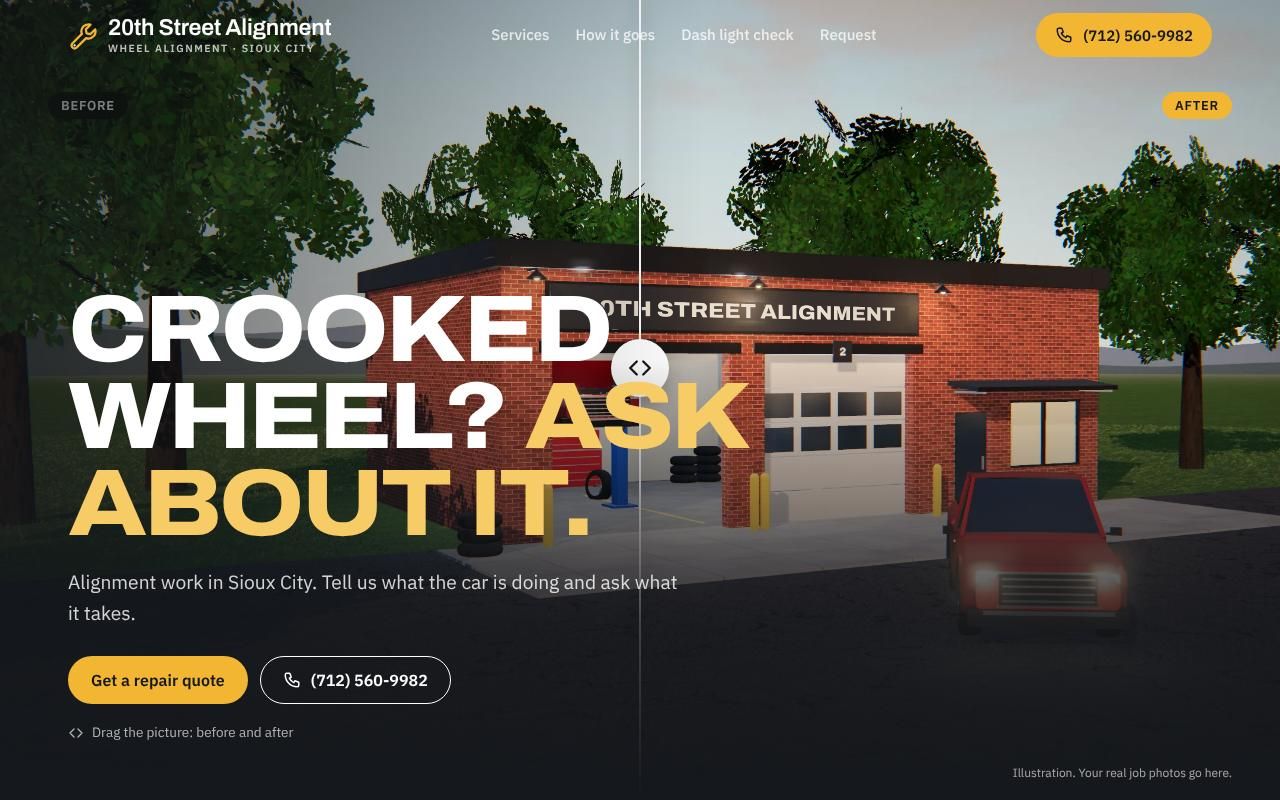 20th Street Alignment
WHEEL ALIGNMENT · SIOUX CITY
Services
How it goes
Dash light check
Request
(712) 560-9982
BEFORE
AFTER
0TH STREET ALIGNMENT
2
CROOKED
WHEEL? ASK
ABOUT IT.
Alignment work in Sioux City. Tell us what the car is doing and ask what
it takes.
Get a repair quote
(712) 560-9982
Drag the picture: before and after
Illustration. Your real job photos go here.